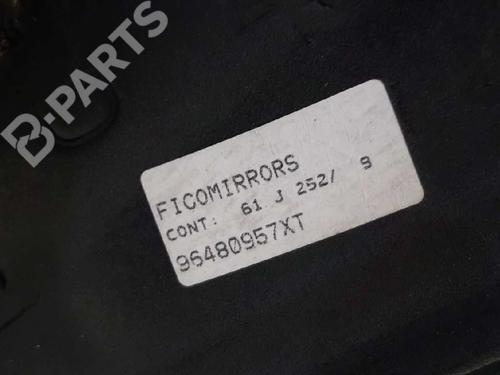 B-PARTS
FICOMIRRORS
CONT: 61 J 252/ 9
96480957XT